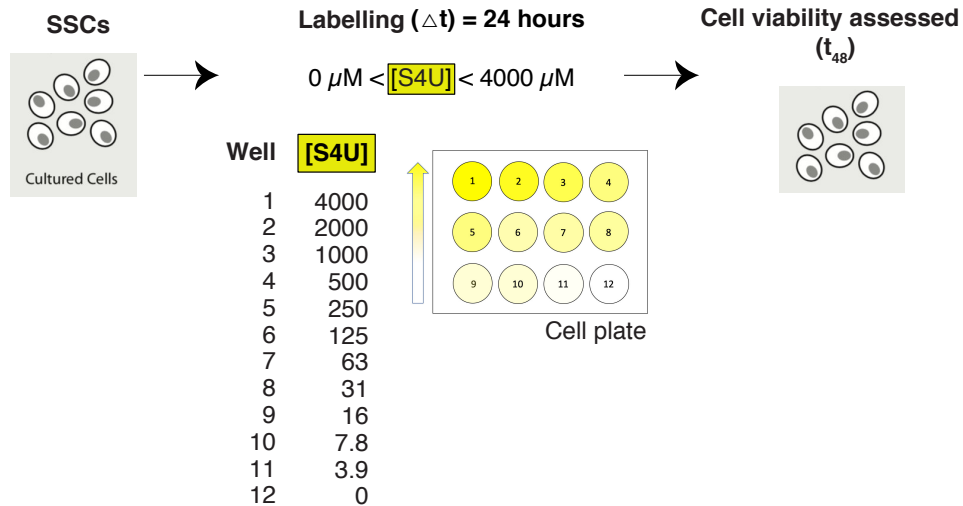 SSCs
Cultured Cells
Labelling (△t) = 24 hours
0 µM < [S4U] < 4000 µM
Cell viability assessed
(t₄₈)
Well [S4U]
1 4000
2 2000
3 1000
4 500
5 250
6 125
7 63
8 31
9 16
10 7.8
11 3.9
12 0
1 2 3 4
5 6 7 8
9 10 11 12
Cell plate